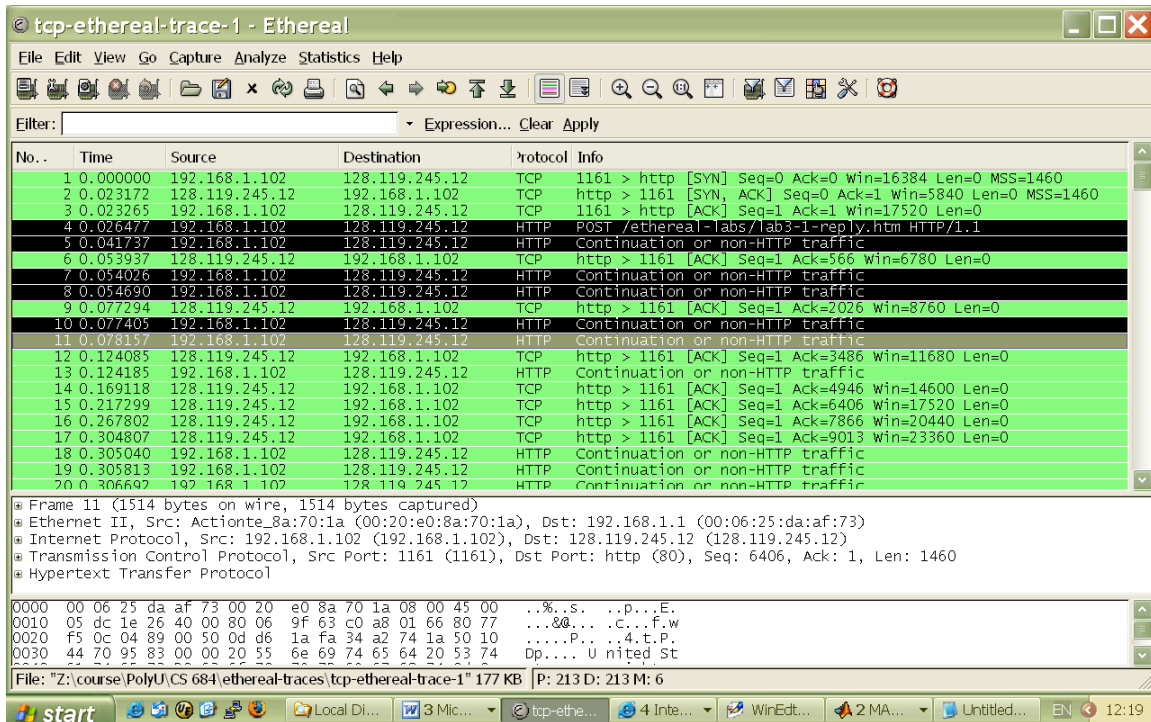 tcp-ethereal-trace-1 - Ethereal
File Edit View Go Capture Analyze Statistics Help
Filter: Expression... Clear Apply
No. . Time Source Destination Protocol Info
1 0.000000 192.168.1.102 128.119.245.12 TCP 1161 > http [SYN] Seq=0 Ack=0 Win=16384 Len=0 MSS=1460
2 0.023172 128.119.245.12 192.168.1.102 TCP http > 1161 [SYN, ACK] Seq=0 Ack=1 Win=5840 Len=0 MSS=1460
3 0.023265 192.168.1.102 128.119.245.12 TCP 1161 > http [ACK] Seq=1 Ack=1 Win=17520 Len=0
4 0.026477 192.168.1.102 128.119.245.12 HTTP POST /ethereal-labs/lab3-1-reply.htm HTTP/1.1
5 0.041737 192.168.1.102 128.119.245.12 HTTP Continuation or non-HTTP traffic
6 0.053937 128.119.245.12 192.168.1.102 TCP http > 1161 [ACK] Seq=1 Ack=566 Win=6780 Len=0
7 0.054026 192.168.1.102 128.119.245.12 HTTP Continuation or non-HTTP traffic
8 0.054690 192.168.1.102 128.119.245.12 HTTP Continuation or non-HTTP traffic
9 0.077294 128.119.245.12 192.168.1.102 TCP http > 1161 [ACK] Seq=1 Ack=2026 Win=8760 Len=0
10 0.077405 192.168.1.102 128.119.245.12 HTTP Continuation or non-HTTP traffic
11 0.078157 192.168.1.102 128.119.245.12 HTTP Continuation or non-HTTP traffic
12 0.124085 128.119.245.12 192.168.1.102 TCP http > 1161 [ACK] Seq=1 Ack=3486 Win=11680 Len=0
13 0.124185 192.168.1.102 128.119.245.12 HTTP Continuation or non-HTTP traffic
14 0.169118 128.119.245.12 192.168.1.102 TCP http > 1161 [ACK] Seq=1 Ack=4946 Win=14600 Len=0
15 0.217299 128.119.245.12 192.168.1.102 TCP http > 1161 [ACK] Seq=1 Ack=6406 Win=17520 Len=0
16 0.267802 128.119.245.12 192.168.1.102 TCP http > 1161 [ACK] Seq=1 Ack=7866 Win=20440 Len=0
17 0.304807 128.119.245.12 192.168.1.102 TCP http > 1161 [ACK] Seq=1 Ack=9013 Win=23360 Len=0
18 0.305040 192.168.1.102 128.119.245.12 HTTP Continuation or non-HTTP traffic
19 0.305813 192.168.1.102 128.119.245.12 HTTP Continuation or non-HTTP traffic
20 0.306692 192.168.1.102 128.119.245.12 HTTP Continuation or non-HTTP traffic
Frame 11 (1514 bytes on wire, 1514 bytes captured)
Ethernet II, Src: Actionte_8a:70:1a (00:20:e0:8a:70:1a), Dst: 192.168.1.1 (00:06:25:da:af:73)
Internet Protocol, Src: 192.168.1.102 (192.168.1.102), Dst: 128.119.245.12 (128.119.245.12)
Transmission Control Protocol, Src Port: 1161 (1161), Dst Port: http (80), Seq: 6406, Ack: 1, Len: 1460
Hypertext Transfer Protocol
0000 00 06 25 da af 73 00 20 e0 8a 70 1a 08 00 45 00 ..%..s. ..p...E.
0010 05 dc 1e 26 40 00 80 06 9f 63 c0 a8 01 66 80 77 ...&@... .c...f.w
0020 f5 0c 04 89 00 50 0d d6 1a fa 34 a2 74 1a 50 10 .....P.. ..4.t.P.
0030 44 70 95 83 00 00 20 55 6e 69 74 65 64 20 53 74 Dp.... U nited St
File: "Z:\course\PolyU\CS 684\ethereal-traces\tcp-ethereal-trace-1" 177 KB P: 213 D: 213 M: 6
start Local Di... 3 Mic... tcp-ethe... 4 Inte... WinEdt... 2 MA... Untitled... EN 12:19